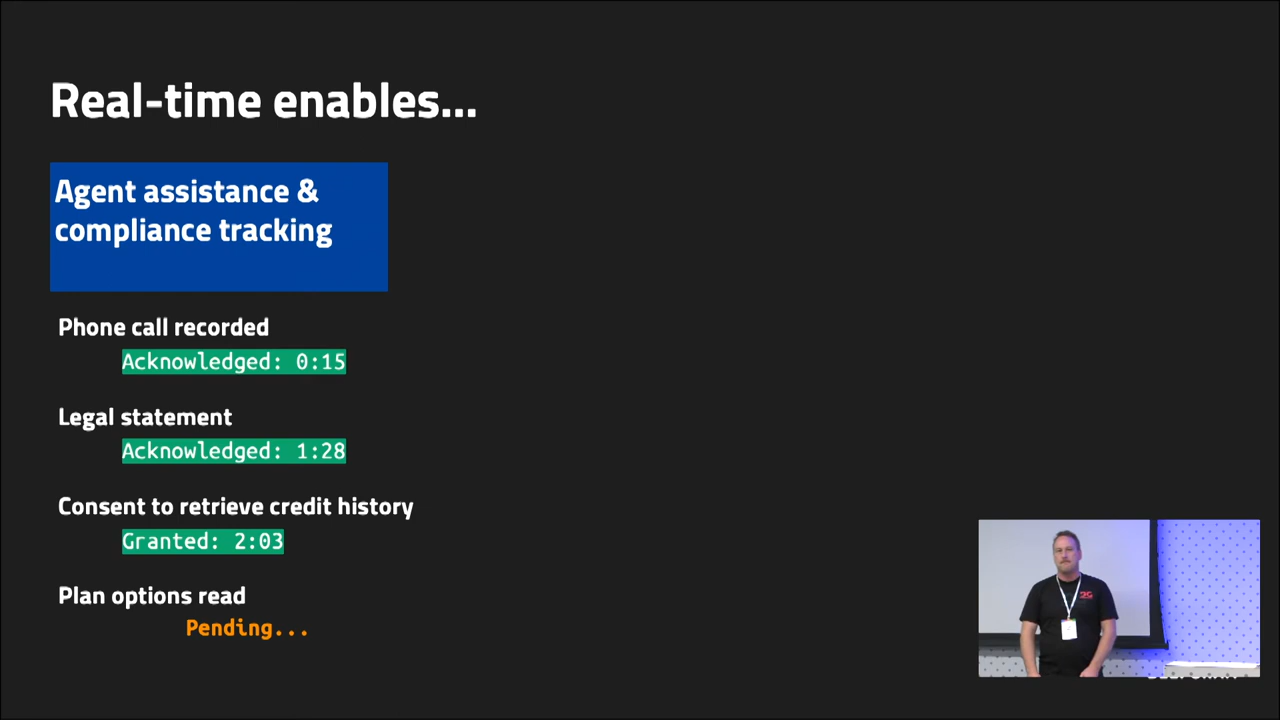 Real-time enables...
Agent assistance &
compliance tracking
Phone call recorded
Acknowledged: 0:15
Legal statement
Acknowledged: 1:28
Consent to retrieve credit history
Granted: 2:03
Plan options read
Pending...